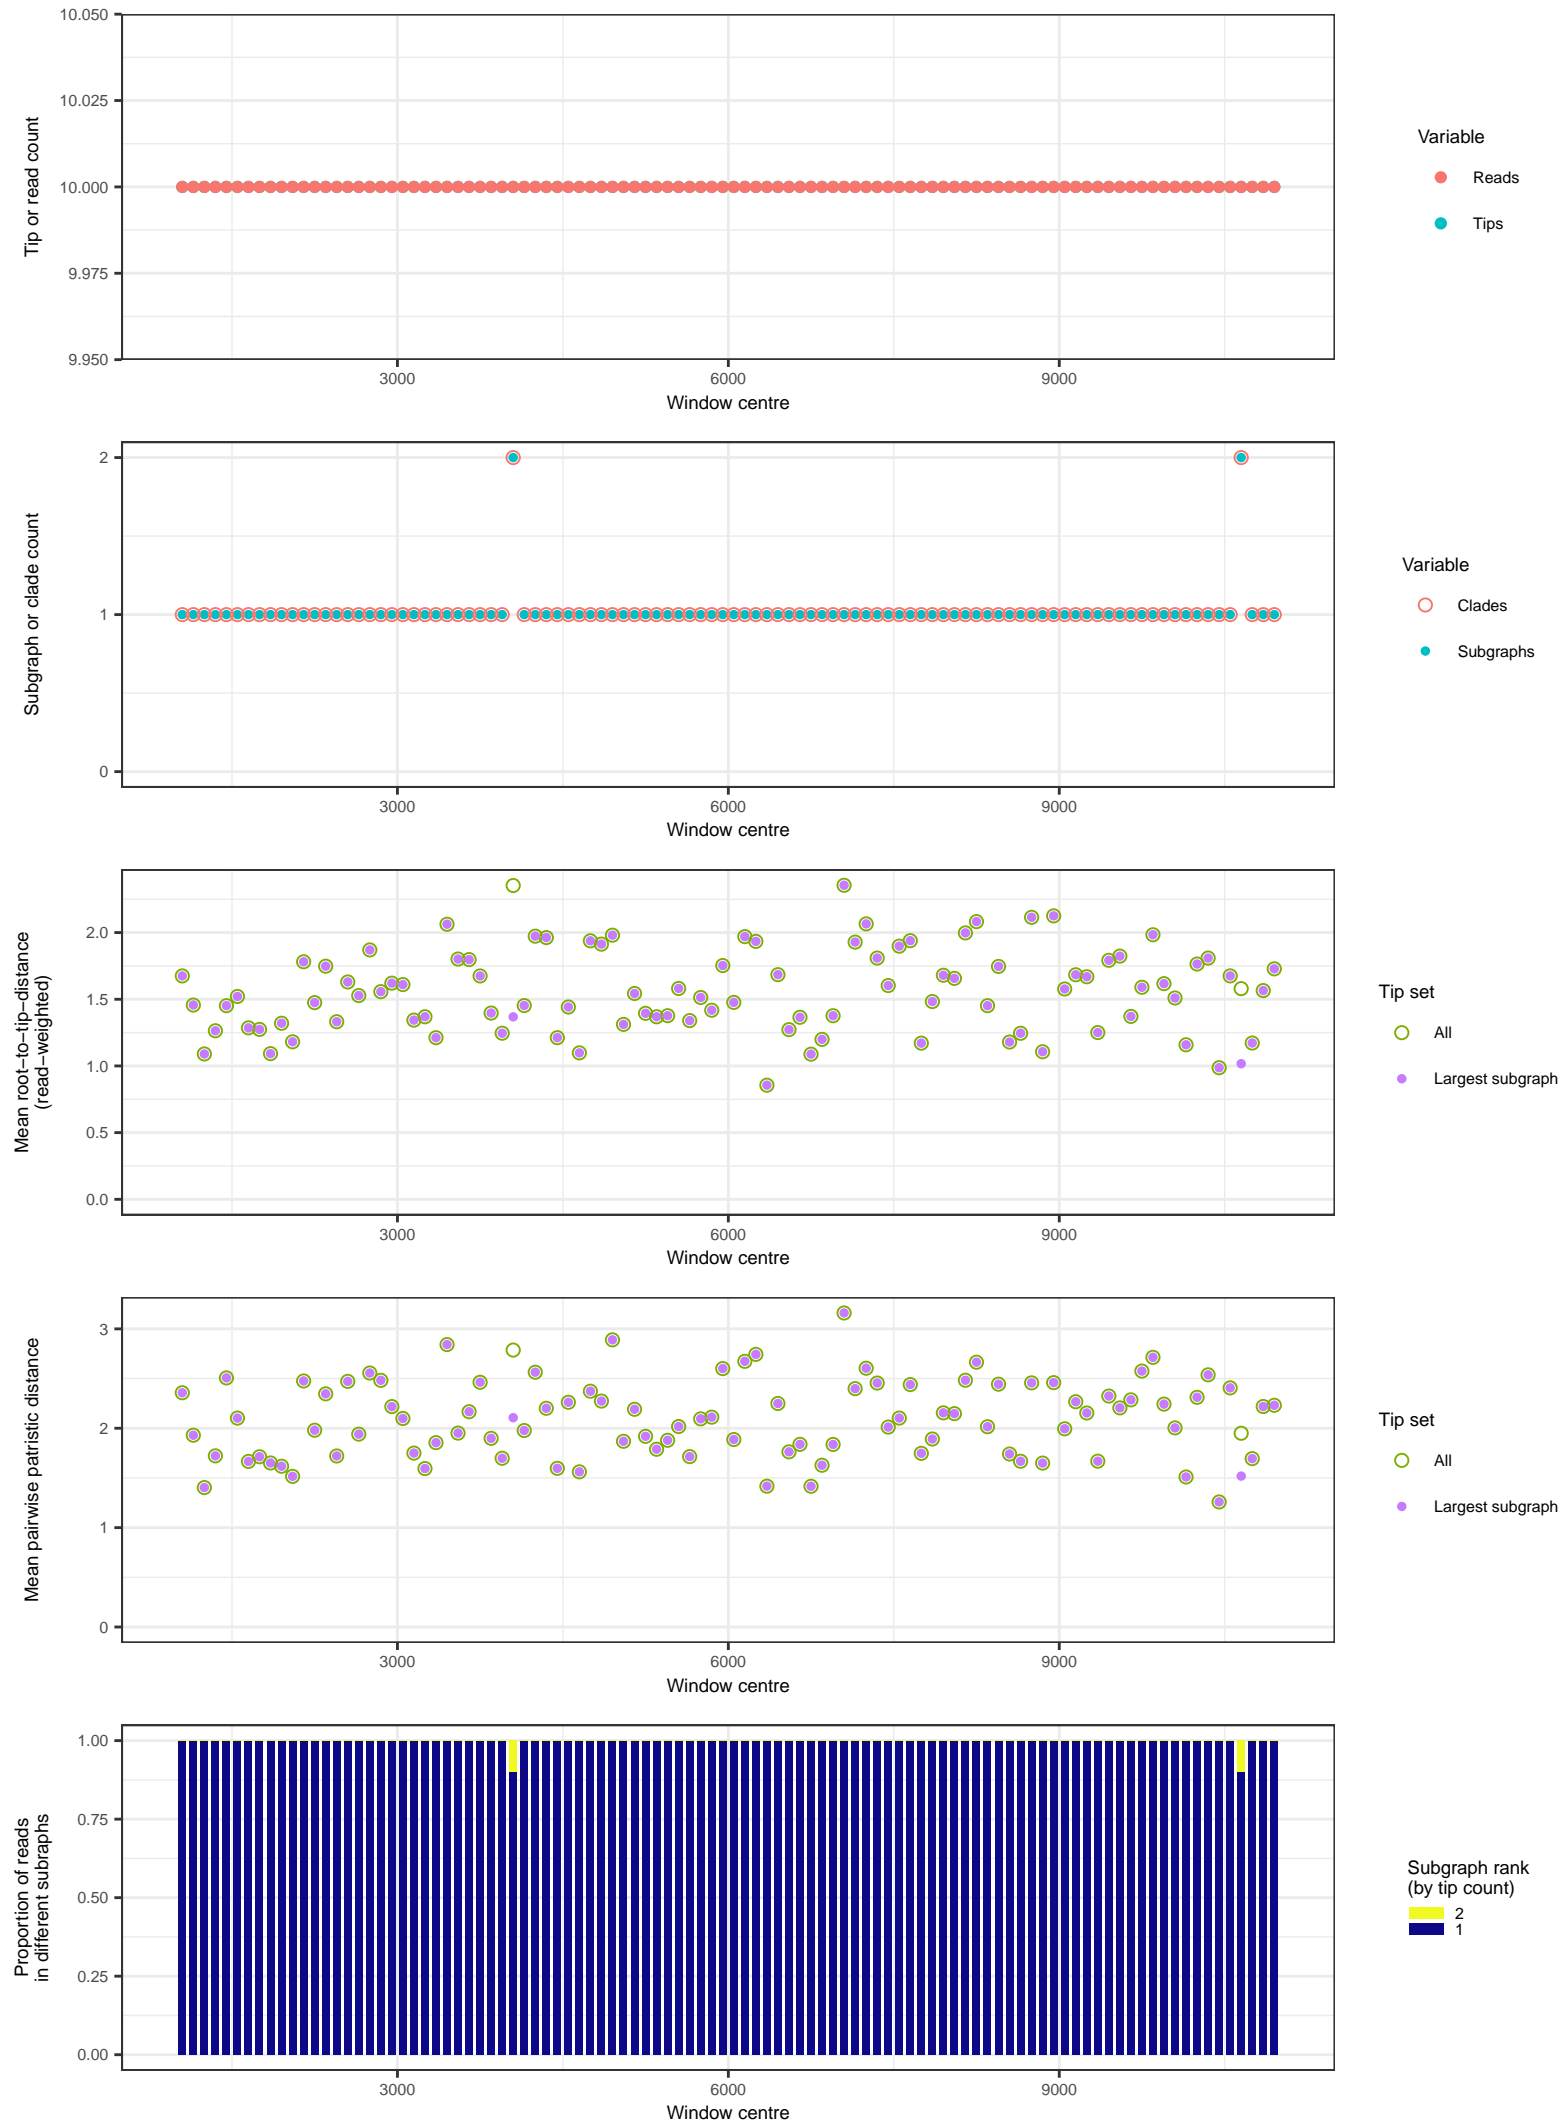 10.050
10.025
10.000
9.975
9.950
Tip or read count
3000 6000 9000
Window centre
Variable
Reads
Tips
2
1
0
Subgraph or clade count
3000 6000 9000
Window centre
Variable
Clades
Subgraphs
2.0
1.5
1.0
0.5
0.0
Mean root−to−tip−distance
(read−weighted)
3000 6000 9000
Window centre
Tip set
All
Largest subgraph
3
2
1
0
Mean pairwise patristic distance
3000 6000 9000
Window centre
Tip set
All
Largest subgraph
1.00
0.75
0.50
0.25
0.00
Proportion of reads
in different subraphs
3000 6000 9000
Window centre
Subgraph rank
(by tip count)
2
1